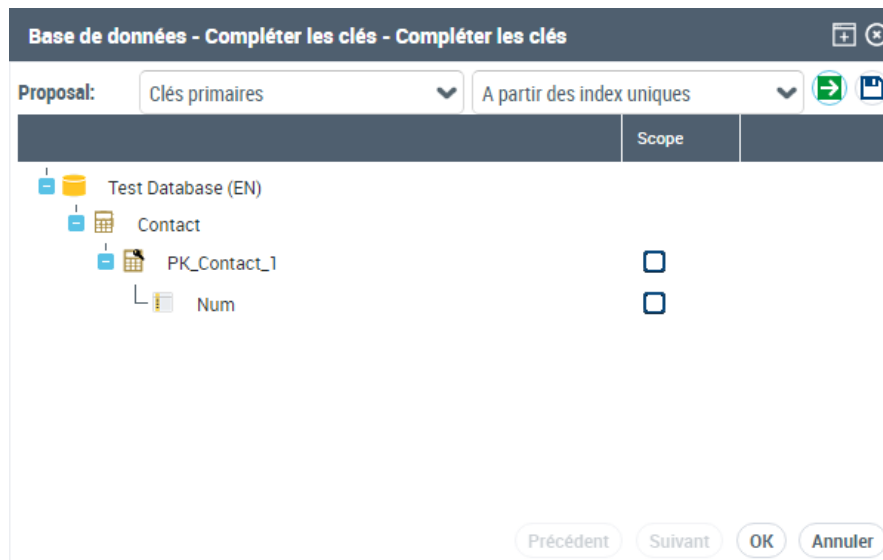 Base de données - Compléter les clés - Compléter les clés
Proposal: Clés primaires A partir des index uniques
Scope
Test Database (EN)
Contact
PK_Contact_1
Num
Précédent Suivant OK Annuler